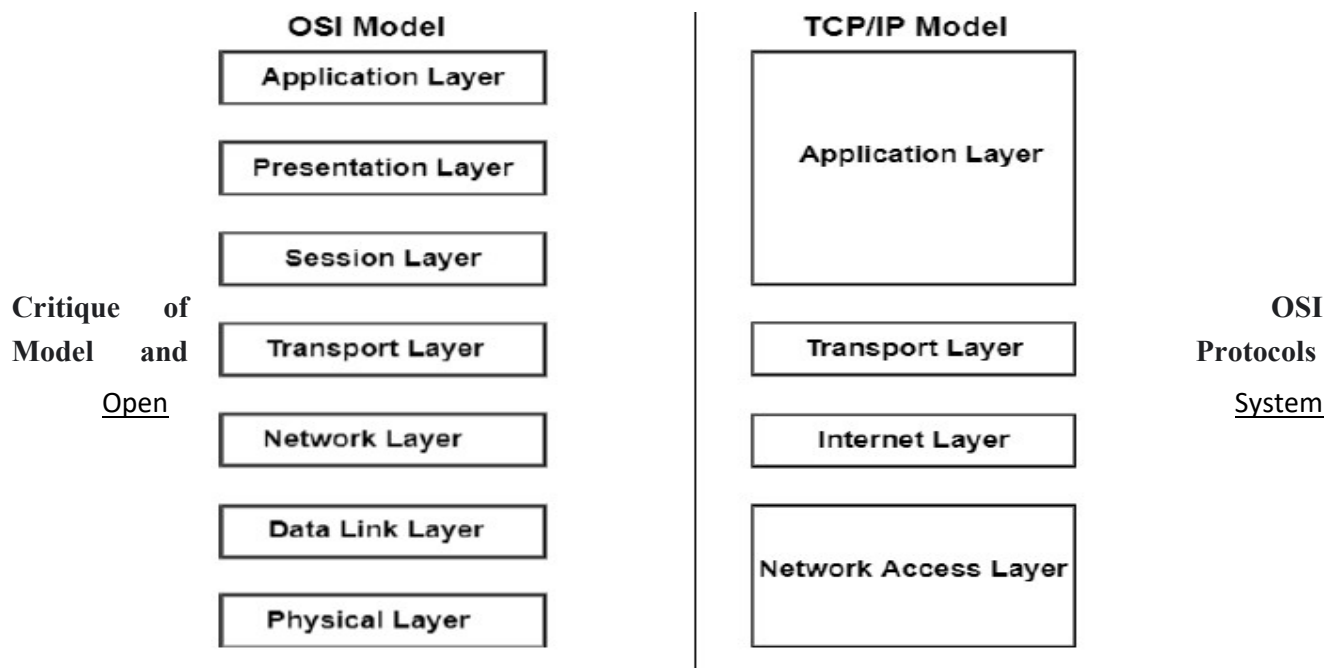 OSI Model
Application Layer
Presentation Layer
Session Layer
Transport Layer
Network Layer
Data Link Layer
Physical Layer
TCP/IP Model
Application Layer
Transport Layer
Internet Layer
Network Access Layer
Critique of OSI
Model and Protocols
Open System